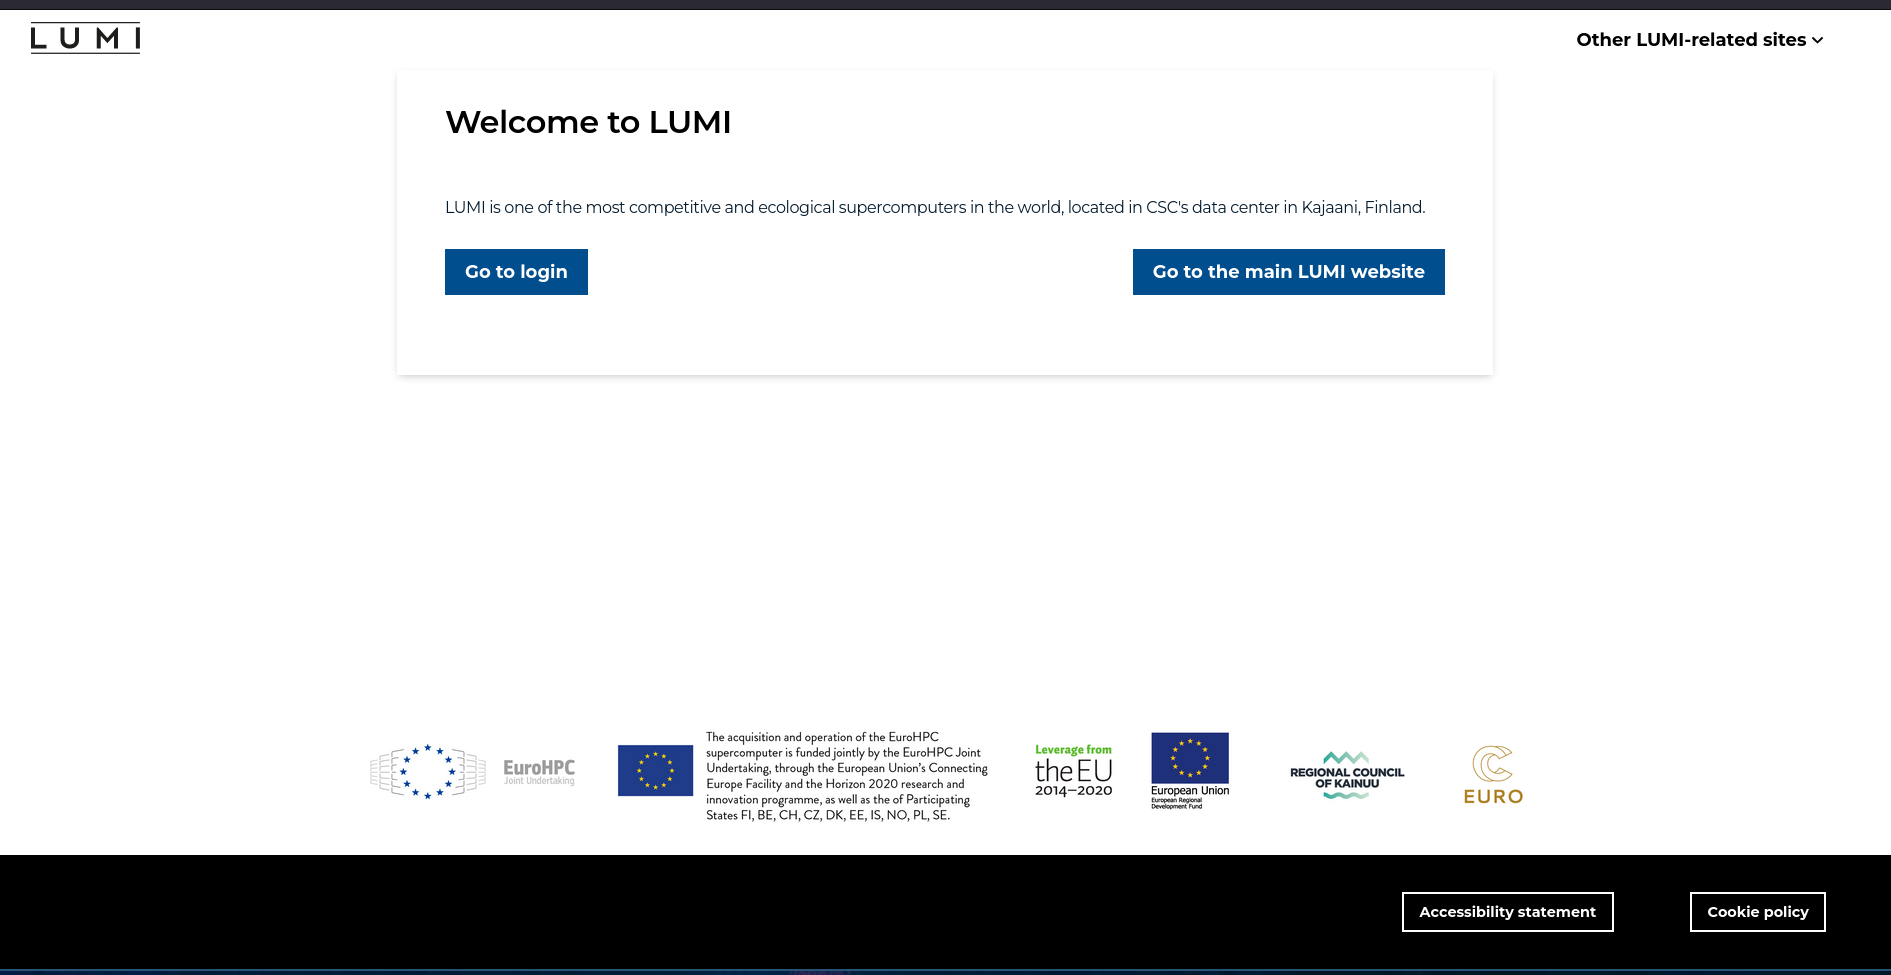 LUMI
Other LUMI-related sites
Welcome to LUMI
LUMI is one of the most competitive and ecological supercomputers in the world, located in CSC's data center in Kajaani, Finland.
Go to login
Go to the main LUMI website
EuroHPC
Joint Undertaking
The acquisition and operation of the EuroHPC
supercomputer is funded jointly by the EuroHPC Joint
Undertaking, through the European Union's Connecting
Europe Facility and the Horizon 2020 research and
innovation programme, as well as the of Participating
States FI, BE, CH, CZ, DK, EE, IS, NO, PL, SE.
Leverage from
the EU
2014–2020
European Union
European Regional
Development Fund
REGIONAL COUNCIL
OF KAINUU
EURO
Accessibility statement
Cookie policy